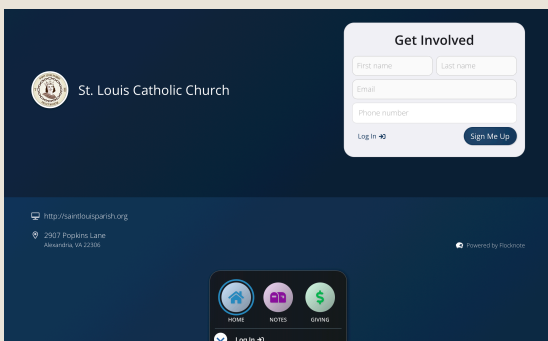 Get Involved
First name
Last name
Email
Phone number
Log In
Sign Me Up
St. Louis Catholic Church
http://saintlouisparish.org
2907 Popkins Lane
Alexandria, VA 22306
Powered by Flocknote
HOME
NOTES
GIVING
Log In